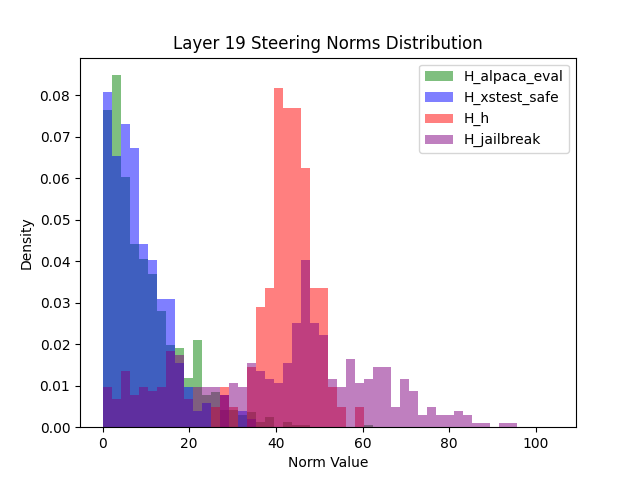 Layer 19 Steering Norms Distribution
H_alpaca_eval
H_xstest_safe
H_h
H_jailbreak
Density
0.08
0.07
0.06
0.05
0.04
0.03
0.02
0.01
0.00
0
20
40
60
80
100
Norm Value